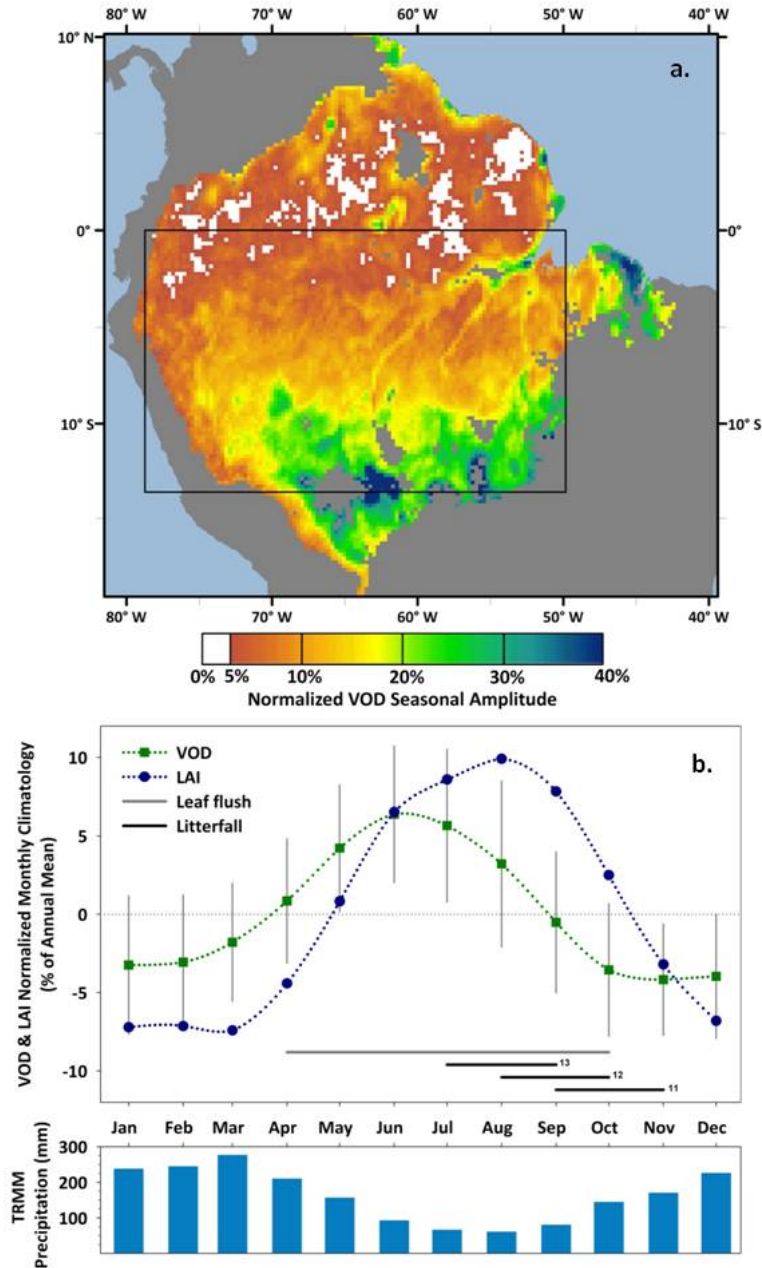 80° W 70° W 60° W 50° W 40° W
10° N
a.
0° 0°
10° S 10° S
80° W 70° W 60° W 50° W 40° W
0% 5% 10% 20% 30% 40%
Normalized VOD Seasonal Amplitude
VOD & LAI Normalized Monthly Climatology
(% of Annual Mean)
10
5
0
-5
-10
VOD
LAI
Leaf flush
Litterfall
b.
13
12
11
Jan Feb Mar Apr May Jun Jul Aug Sep Oct Nov Dec
TRMM
Precipitation (mm)
300
200
100